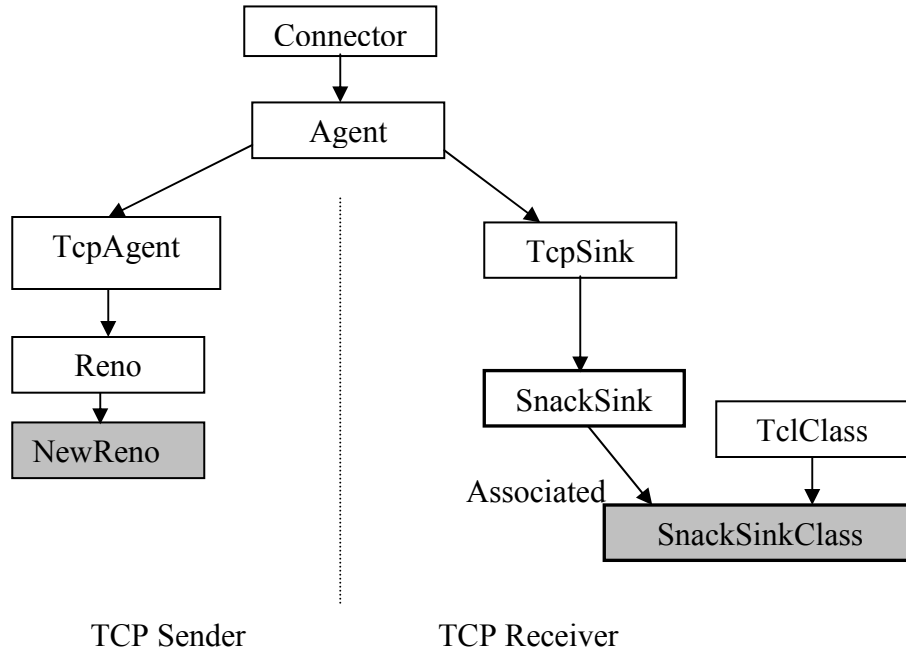 Connector
Agent
TcpAgent
TcpSink
Reno
SnackSink
NewReno
TclClass
Associated
SnackSinkClass
TCP Sender
TCP Receiver